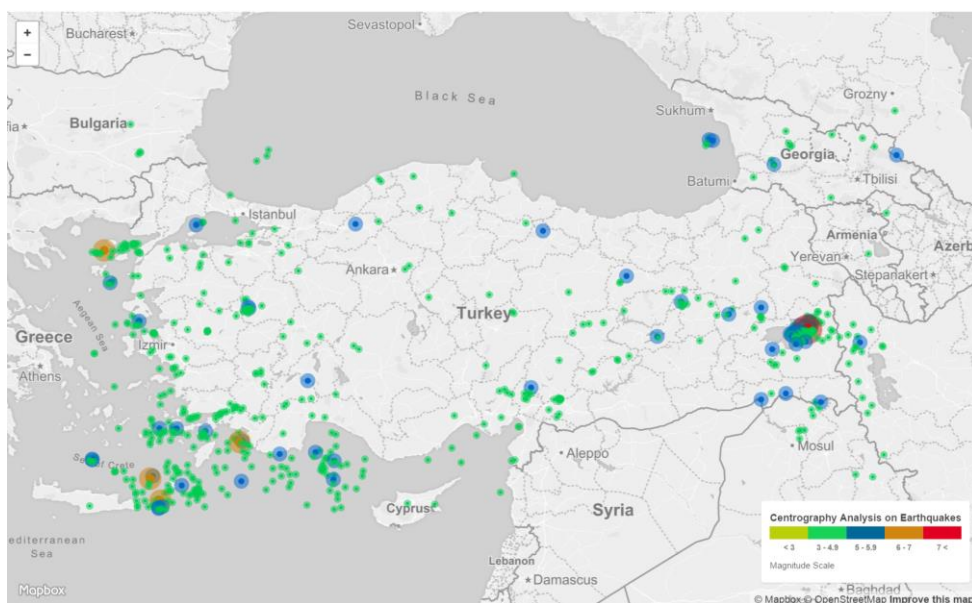 +
−
Bucharest
Sevastopol
Black Sea
Sukhum
Grozny
fia
Bulgaria
Georgia
Batumi
Tbilisi
Istanbul
Armenia
Ankara
Yerevan
Azerb
Stepanakert
Aegean Sea
Turkey
Greece
Izmir
Athens
Aleppo
Mosul
Sea of Crete
Cyprus
Syria
editerranean
Sea
Lebanon
Damascus
Baghdad
Centrography Analysis on Earthquakes
< 3 3 - 4.9 5 - 5.9 6 - 7 7 <
Magnitude Scale
Mapbox
© Mapbox © OpenStreetMap Improve this map